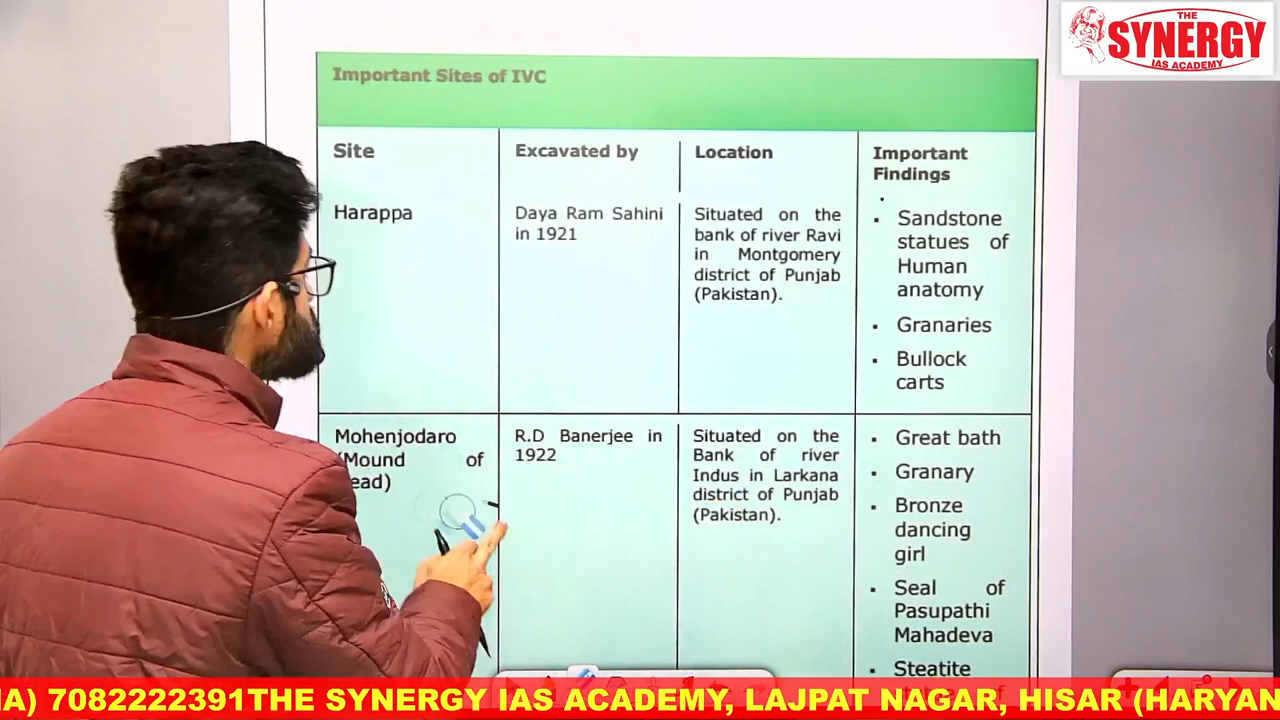 THE
SYNERGY
IAS ACADEMY
Important Sites of IVC
Site
Excavated by
Location
Important
Findings
Harappa
Daya Ram Sahini
in 1921
Situated on the
bank of river Ravi
in Montgomery
district of Punjab
(Pakistan).
▪ Sandstone
statues of
Human
anatomy
▪ Granaries
▪ Bullock
carts
Mohenjodaro
(Mound of
ead)
R.D Banerjee in
1922
Situated on the
Bank of river
Indus in Larkana
district of Punjab
(Pakistan).
▪ Great bath
▪ Granary
▪ Bronze
dancing
girl
▪ Seal of
Pasupathi
Mahadeva
▪ Steatite
IA) 7082222391THE SYNERGY IAS ACADEMY, LAJPAT NAGAR, HISAR (HARYAN